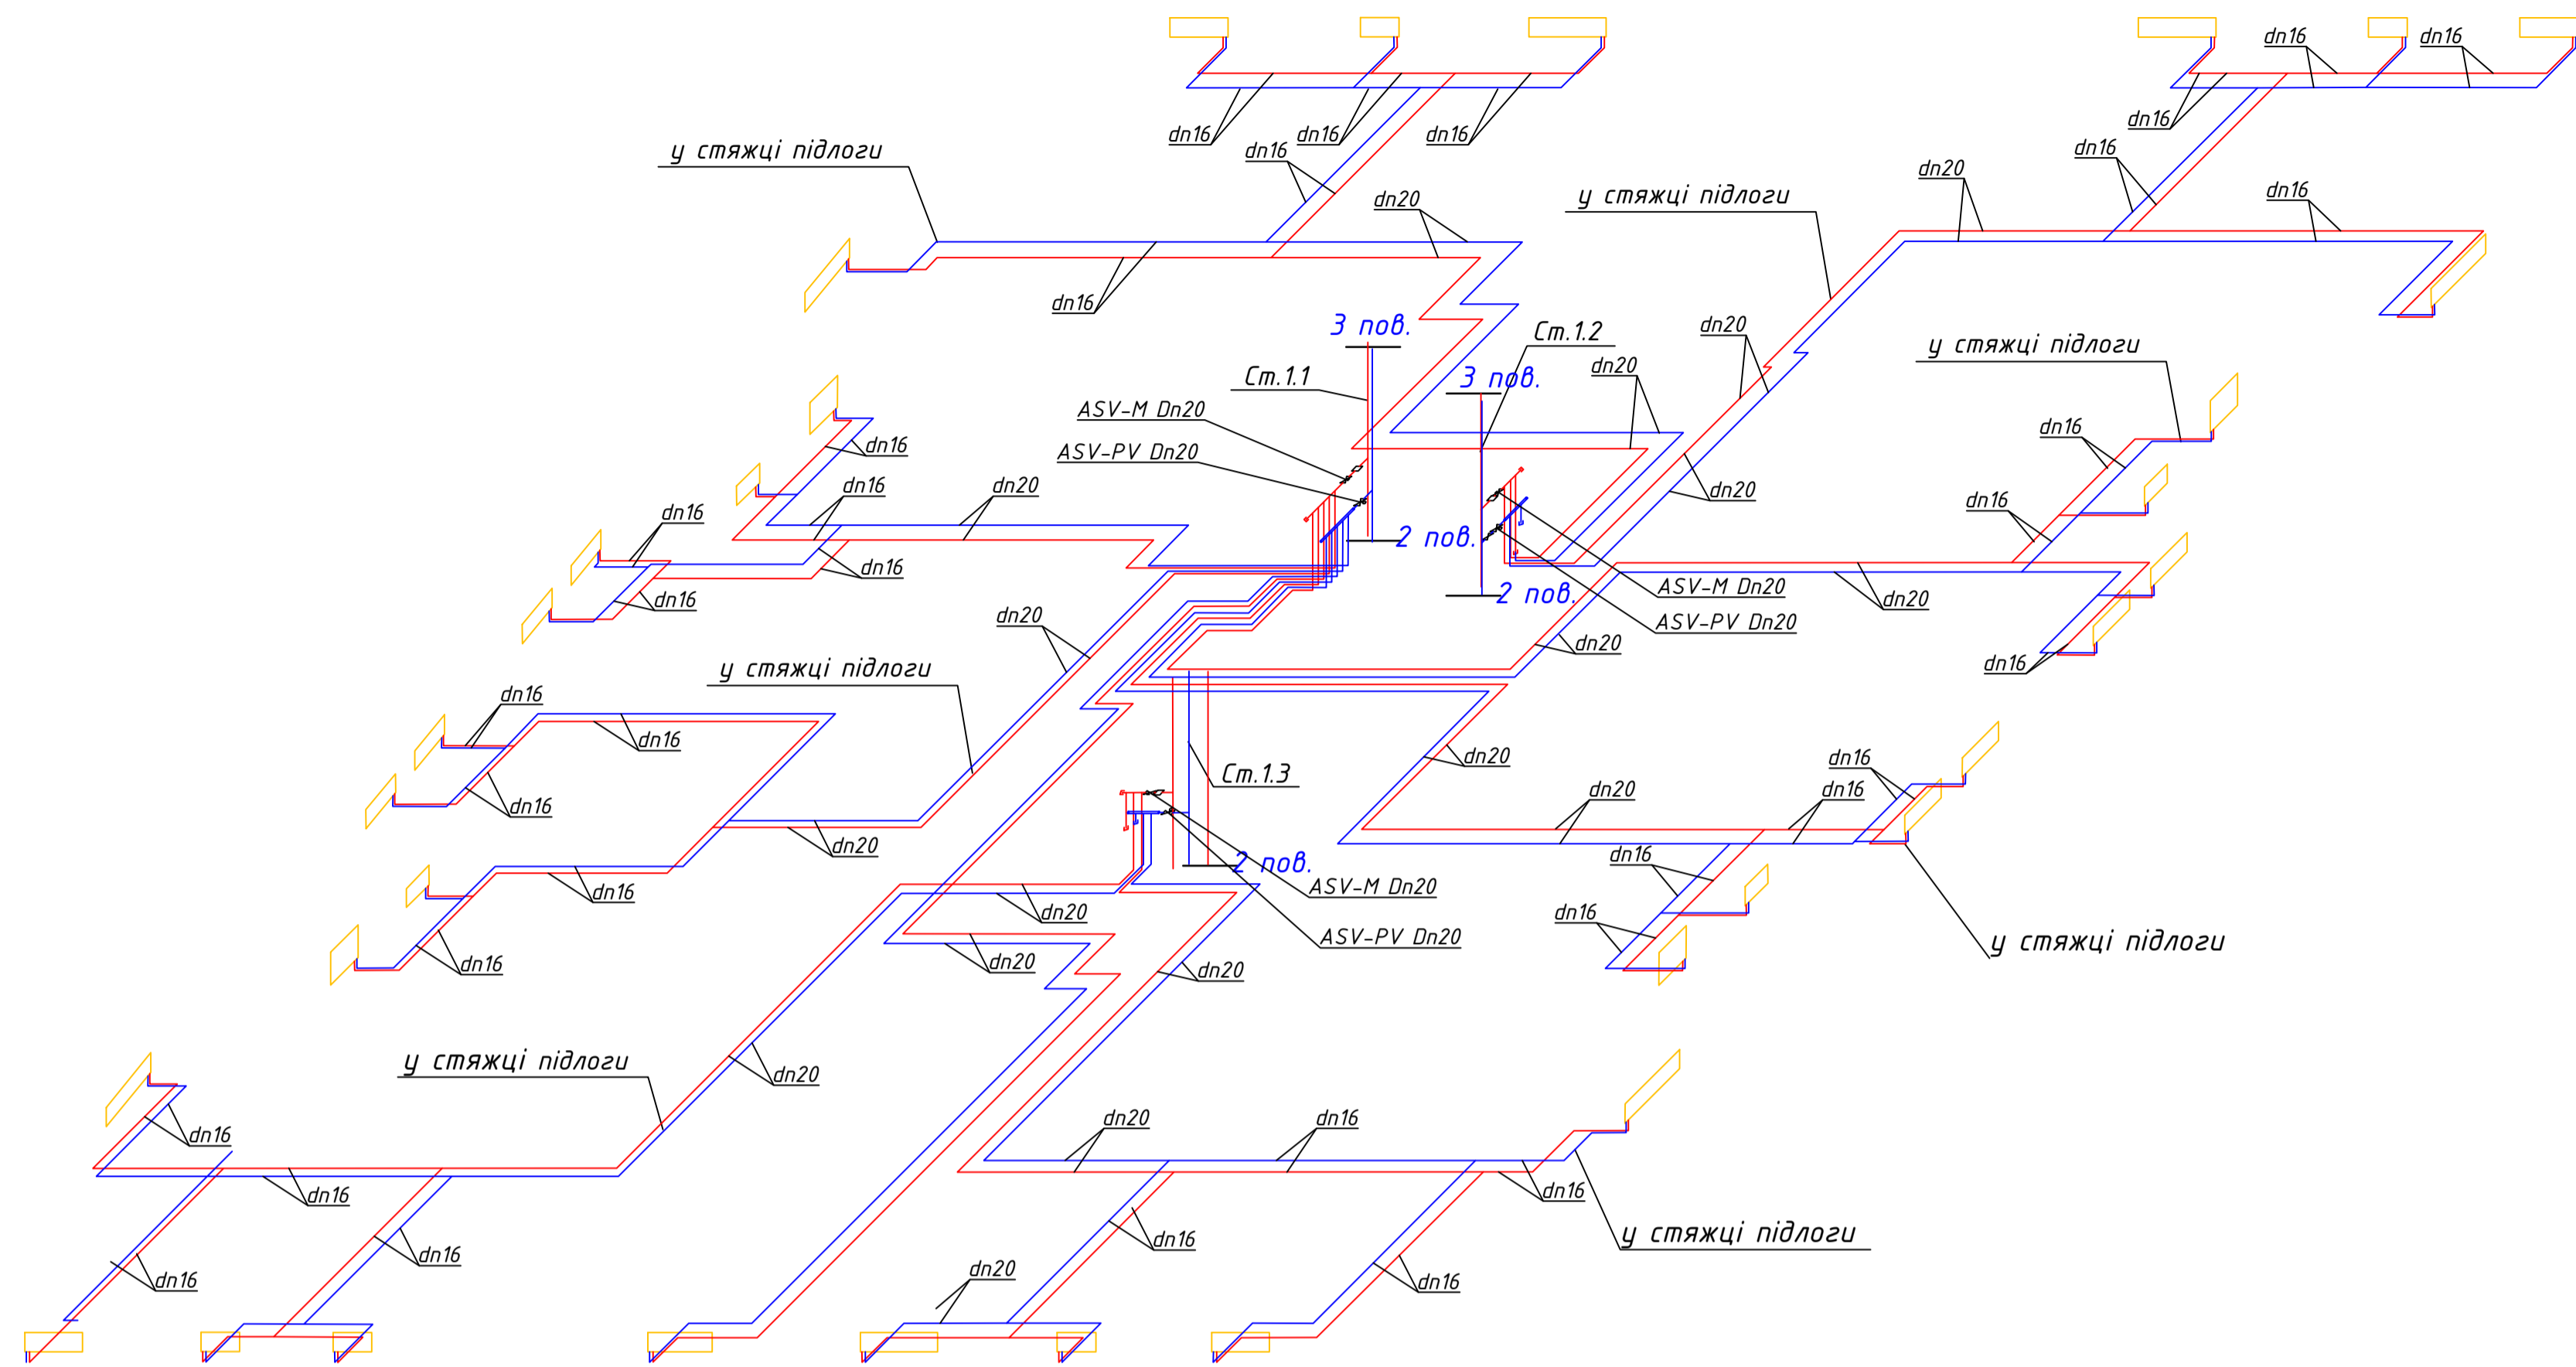 dn16
dn16
dn16
dn16
dn16
dn16
dn16
у стяжці підлоги
dn16
dn16
dn20
у стяжці підлоги
dn20
dn16
dn16
3 пов.
Ст.1.2
dn20
у стяжці підлоги
Ст.1.1
3 пов.
dn20
ASV-M Dn20
dn16
dn16
ASV-PV Dn20
dn16
dn20
dn20
dn16
dn16
2 пов.
dn16
ASV-M Dn20
2 пов.
dn16
dn20
dn20
ASV-PV Dn20
dn20
у стяжці підлоги
dn16
dn16
dn16
dn20
dn16
Ст.1.3
dn20
dn16
dn16
dn20
dn16
2 пов.
dn16
ASV-M Dn20
dn20
dn16
ASV-PV Dn20
у стяжці підлоги
dn16
dn20
dn20
у стяжці підлоги
dn20
dn20
dn16
dn16
dn16
dn16
у стяжці підлоги
dn16
dn16
dn16
dn20
dn16